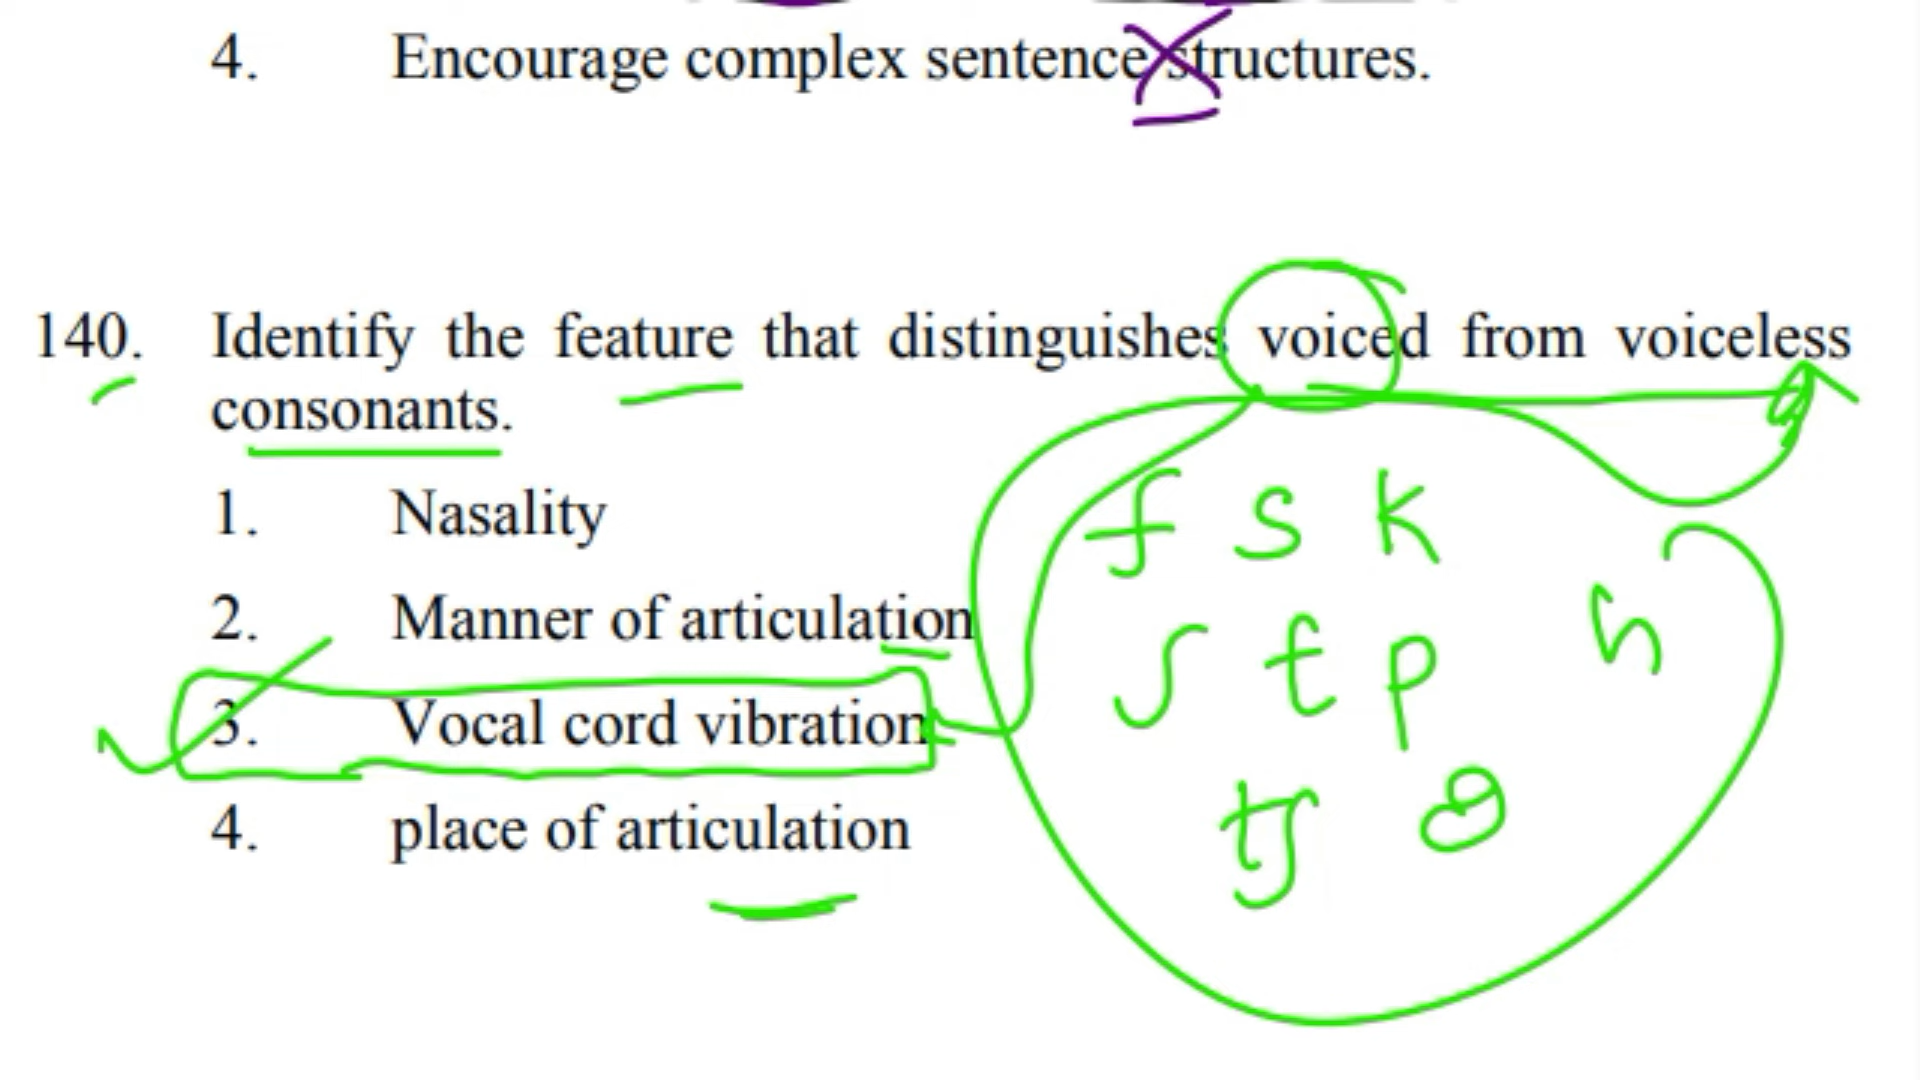 4. Encourage complex sentence structures.
140. Identify the feature that distinguishes voiced from voiceless
consonants.
1. Nasality
f s k
2. Manner of articulation
ʃ t p h
3. Vocal cord vibration
tʃ θ
4. place of articulation